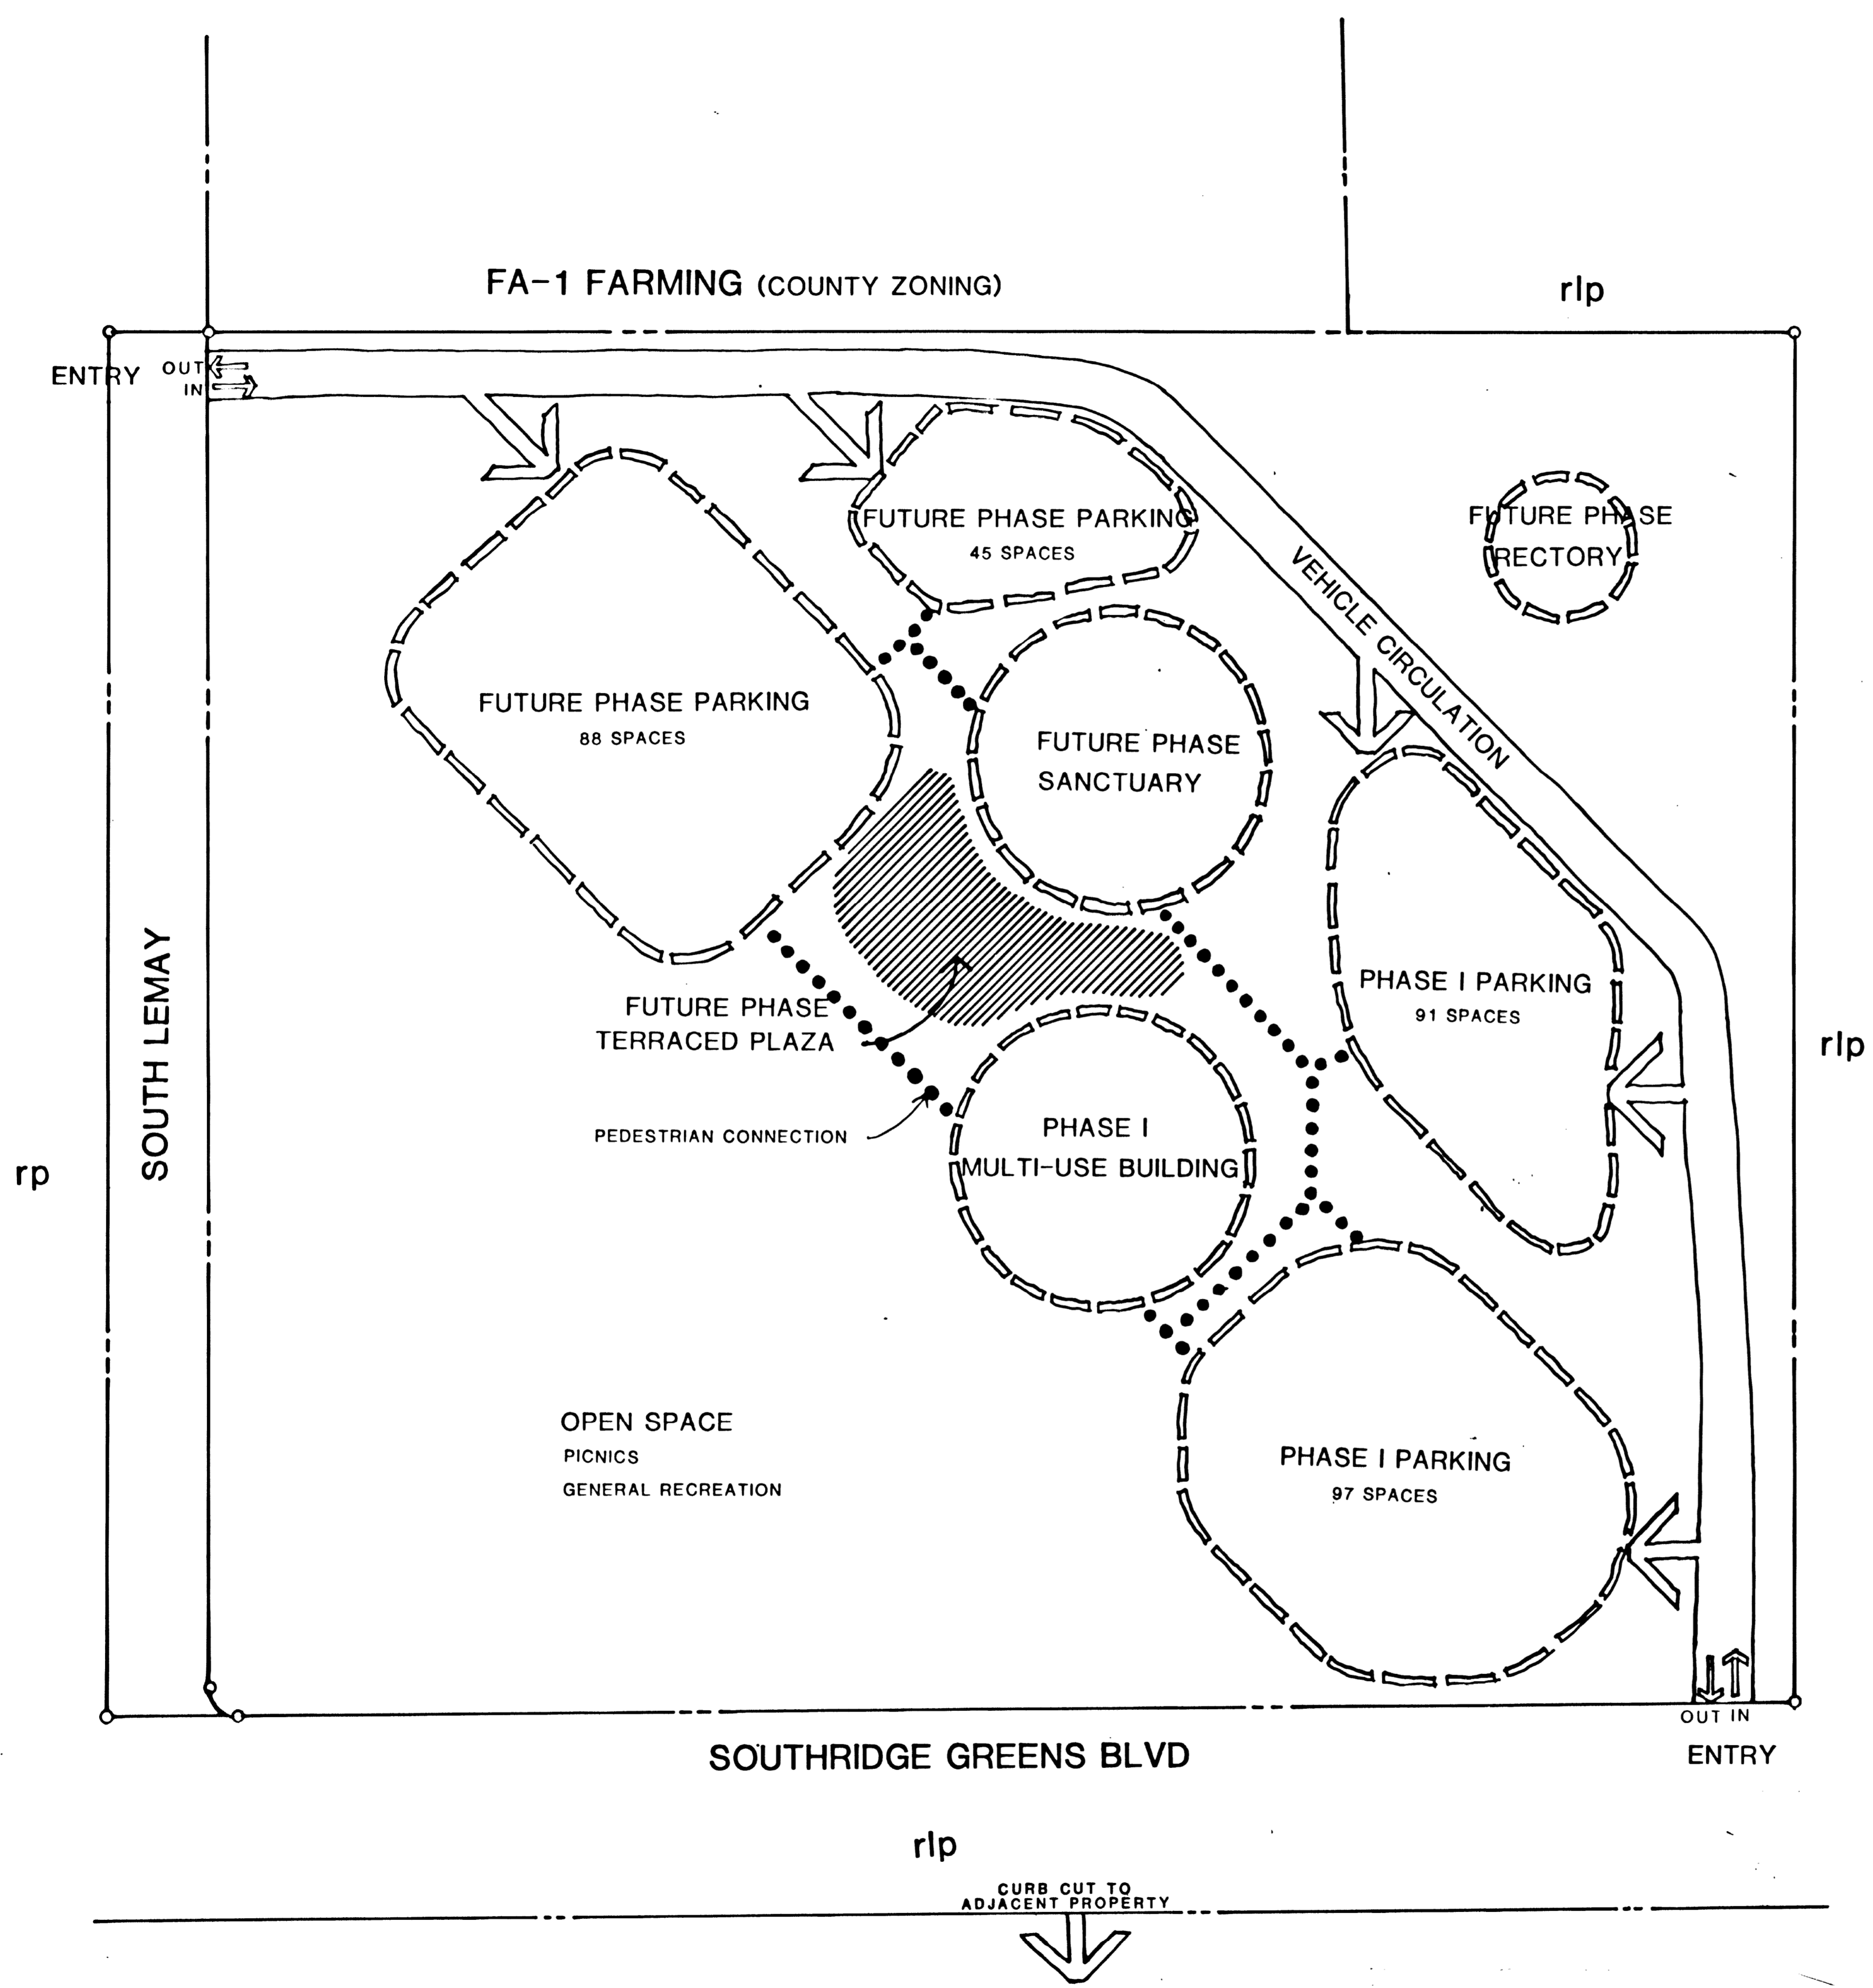 FA-1 FARMING (COUNTY ZONING)
rlp
ENTRY
OUT
IN
FUTURE PHASE PARKING
45 SPACES
FUTURE PHASE
RECTORY
VEHICLE CIRCULATION
FUTURE PHASE PARKING
88 SPACES
FUTURE PHASE
SANCTUARY
PHASE I PARKING
91 SPACES
FUTURE PHASE
TERRACED PLAZA
rlp
SOUTH LEMAY
rp
PEDESTRIAN CONNECTION
PHASE I
MULTI-USE BUILDING
OPEN SPACE
PICNICS
GENERAL RECREATION
PHASE I PARKING
97 SPACES
OUT IN
ENTRY
SOUTHRIDGE GREENS BLVD
rlp
CURB CUT TO
ADJACENT PROPERTY